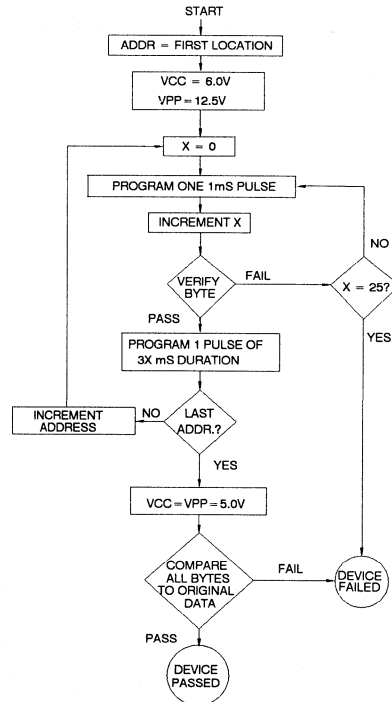 START
ADDR = FIRST LOCATION
VCC = 6.0V
VPP = 12.5V
X = 0
PROGRAM ONE 1mS PULSE
INCREMENT X
NO
VERIFY
BYTE
FAIL
X = 25?
PASS
YES
PROGRAM 1 PULSE OF
3X mS DURATION
INCREMENT
ADDRESS
NO
LAST
ADDR.?
YES
VCC = VPP = 5.0V
COMPARE
ALL BYTES
TO ORIGINAL
DATA
FAIL
DEVICE
FAILED
PASS
DEVICE
PASSED